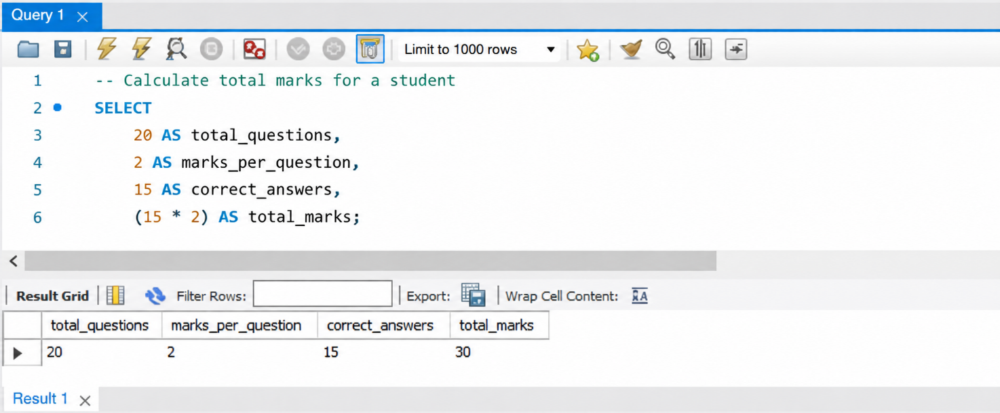 Query 1
Limit to 1000 rows
1 -- Calculate total marks for a student
2 SELECT
3 20 AS total_questions,
4 2 AS marks_per_question,
5 15 AS correct_answers,
6 (15 * 2) AS total_marks;
Result Grid Filter Rows: Export: Wrap Cell Content:
total_questions marks_per_question correct_answers total_marks
20 2 15 30
Result 1